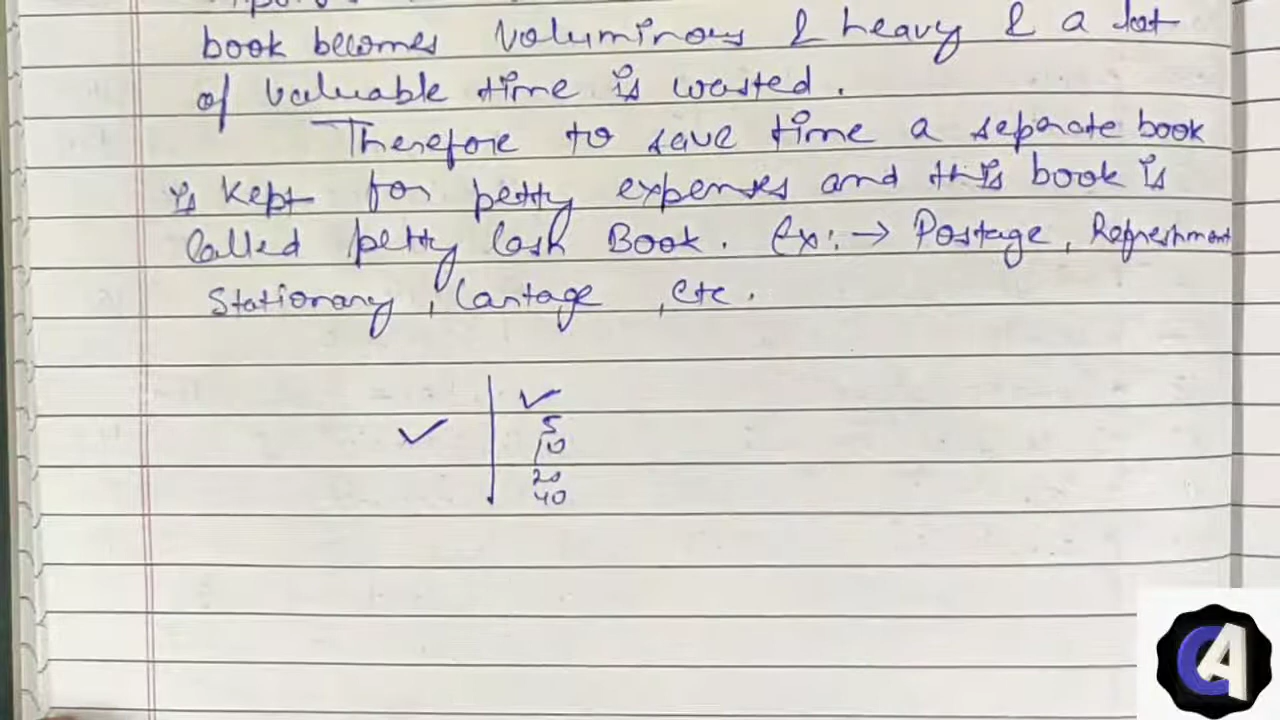 book becomes voluminous & heavy & a lot
of valuable time is wasted.
Therefore to save time a separate book
is kept for petty expenses and this book is
called petty Cash Book. Ex:→ Postage, Refreshment
Stationary, Cartage, etc.
5
10
20
40
CA